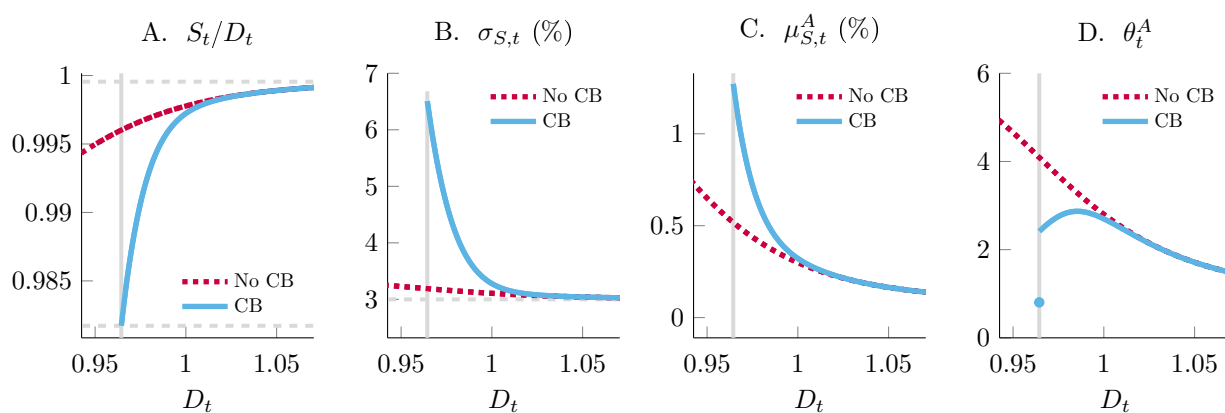 A. S_t/D_t
1
0.995
0.99
0.985
No CB
CB
0.95 1 1.05
D_t
B. σ_{S,t} (%)
7
6
5
4
3
No CB
CB
0.95 1 1.05
D_t
C. μ^A_{S,t} (%)
1
0.5
0
No CB
CB
0.95 1 1.05
D_t
D. θ^A_t
6
4
2
0
No CB
CB
0.95 1 1.05
D_t